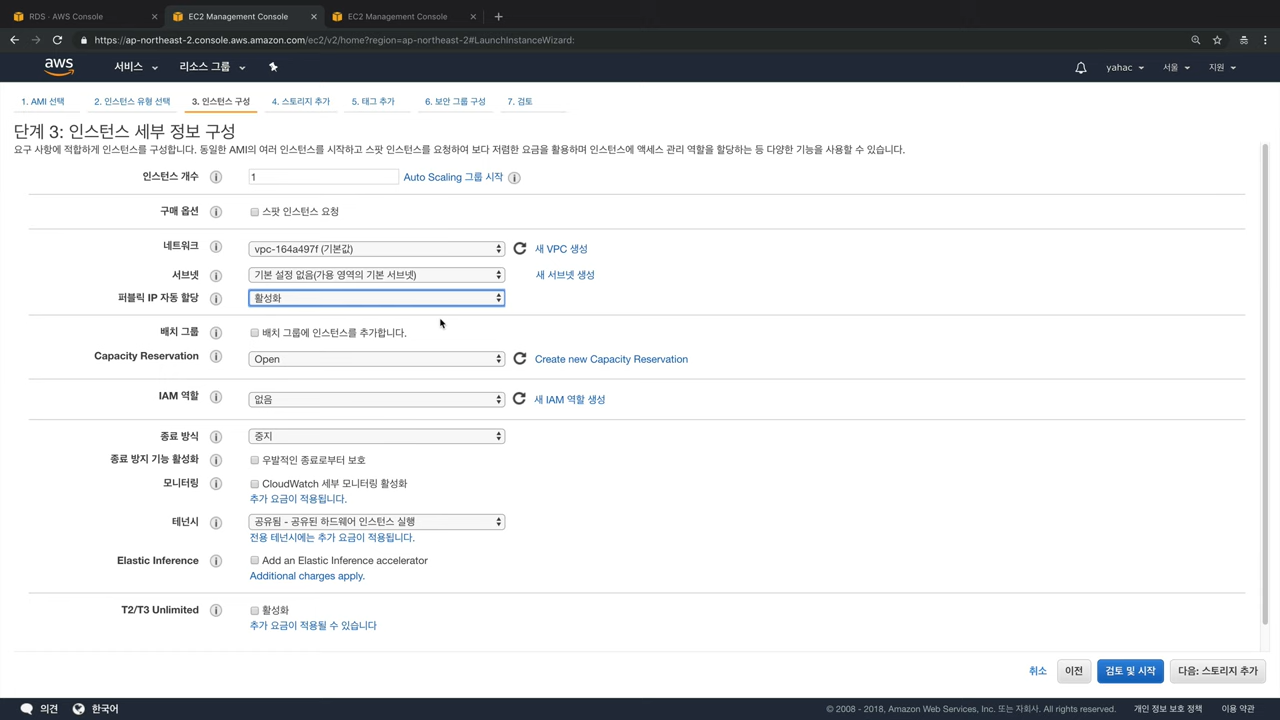 RDS · AWS Console
EC2 Management Console
EC2 Management Console
https://ap-northeast-2.console.aws.amazon.com/ec2/v2/home?region=ap-northeast-2#LaunchInstanceWizard:
aws
서비스
리소스 그룹
yahac
서울
지원
1. AMI 선택
2. 인스턴스 유형 선택
3. 인스턴스 구성
4. 스토리지 추가
5. 태그 추가
6. 보안 그룹 구성
7. 검토
단계 3: 인스턴스 세부 정보 구성
요구 사항에 적합하게 인스턴스를 구성합니다. 동일한 AMI의 여러 인스턴스를 시작하고 스팟 인스턴스를 요청하여 보다 저렴한 요금을 활용하며 인스턴스에 액세스 관리 역할을 할당하는 등 다양한 기능을 사용할 수 있습니다.
인스턴스 개수
1
Auto Scaling 그룹 시작
구매 옵션
스팟 인스턴스 요청
네트워크
vpc-164a497f (기본값)
새 VPC 생성
서브넷
기본 설정 없음(가용 영역의 기본 서브넷)
새 서브넷 생성
퍼블릭 IP 자동 할당
활성화
배치 그룹
배치 그룹에 인스턴스를 추가합니다.
Capacity Reservation
Open
Create new Capacity Reservation
IAM 역할
없음
새 IAM 역할 생성
종료 방식
중지
종료 방지 기능 활성화
우발적인 종료로부터 보호
모니터링
CloudWatch 세부 모니터링 활성화
추가 요금이 적용됩니다.
테넌시
공유됨 - 공유된 하드웨어 인스턴스 실행
전용 테넌시에는 추가 요금이 적용됩니다.
Elastic Inference
Add an Elastic Inference accelerator
Additional charges apply.
T2/T3 Unlimited
활성화
추가 요금이 적용될 수 있습니다
취소
이전
검토 및 시작
다음: 스토리지 추가
의견
한국어
© 2008 - 2018, Amazon Web Services, Inc. 또는 자회사. All rights reserved.
개인 정보 보호 정책
이용 약관